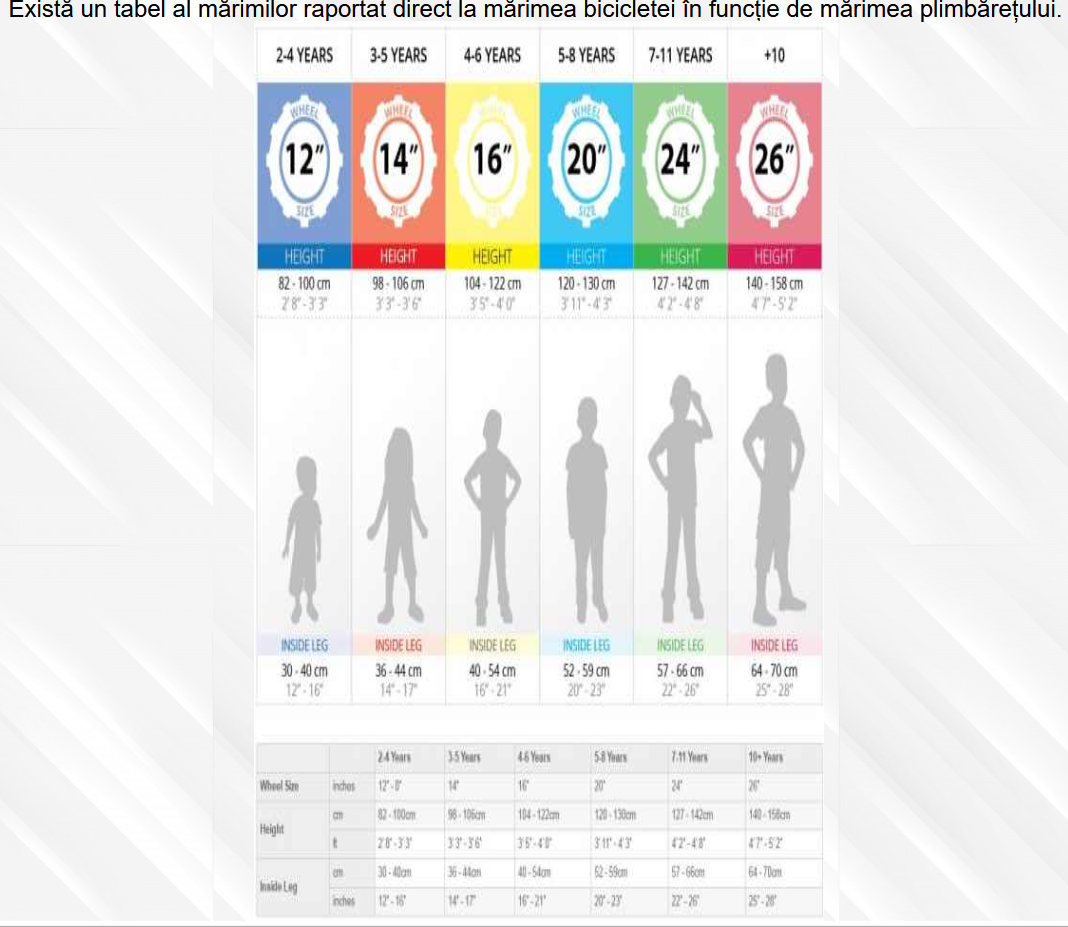 Există un tabel al mărimilor raportat direct la mărimea bicicletei în funcție de mărimea plimbărețului.
2-4 YEARS 3-5 YEARS 4-6 YEARS 5-8 YEARS 7-11 YEARS +10
WHEEL WHEEL WHEEL WHEEL WHEEL WHEEL
12” 14” 16” 20” 24” 26”
SIZE SIZE SIZE SIZE SIZE SIZE
HEIGHT HEIGHT HEIGHT HEIGHT HEIGHT HEIGHT
82 - 100 cm 98 - 106 cm 104 - 122 cm 120 - 130 cm 127 - 142 cm 140 - 158 cm
2'8" - 3'3" 3'3" - 3'6" 3'5" - 4'0" 3'11" - 4'3" 4'2" - 4'8" 4'7" - 5'2"
INSIDE LEG INSIDE LEG INSIDE LEG INSIDE LEG INSIDE LEG INSIDE LEG
30 - 40 cm 36 - 44 cm 40 - 54 cm 52 - 59 cm 57 - 66 cm 64 - 70 cm
12" - 16" 14" - 17" 16" - 21" 20" - 23" 22" - 26" 25" - 28"
2-4 Years 3-5 Years 4-6 Years 5-8 Years 7-11 Years 10+ Years
Wheel Size inches 14" 16" 20" 24" 26"
Height cm 82 - 100cm 98 - 106cm 104 - 122cm 120 - 130cm 127 - 142cm 140 - 158cm
ft 2'8" - 3'3" 3'3" - 3'6" 3'5" - 4'0" 3'11" - 4'3" 4'2" - 4'8" 4'7" - 5'2"
Inside Leg cm 30 - 40cm 36 - 44cm 40 - 54cm 52 - 59cm 57 - 66cm 64 - 70cm
inches 12" - 16" 14" - 17" 16" - 21" 20" - 23" 22" - 26" 25" - 28"